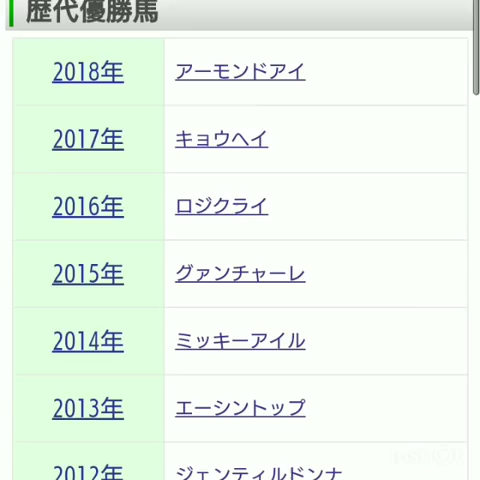 歴代優勝馬
2018年 アーモンドアイ
2017年 キョウヘイ
2016年 ロジクライ
2015年 グァンチャーレ
2014年 ミッキーアイル
2013年 エーシントップ
2012年 ジェンティルドンナ